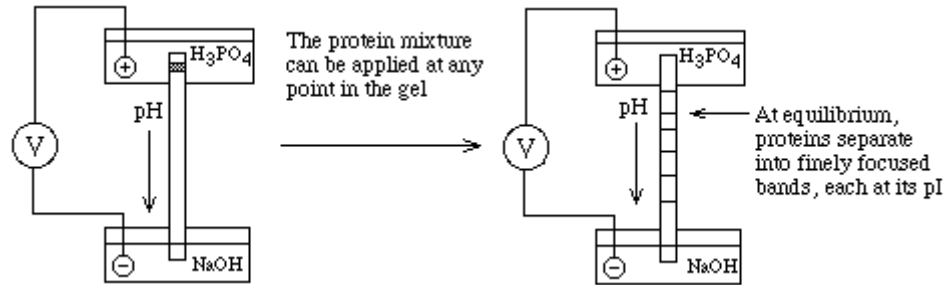 H₃PO₄
+
pH
V
−
NaOH
The protein mixture
can be applied at any
point in the gel
H₃PO₄
+
pH
V
−
NaOH
At equilibrium,
proteins separate
into finely focused
bands, each at its pI